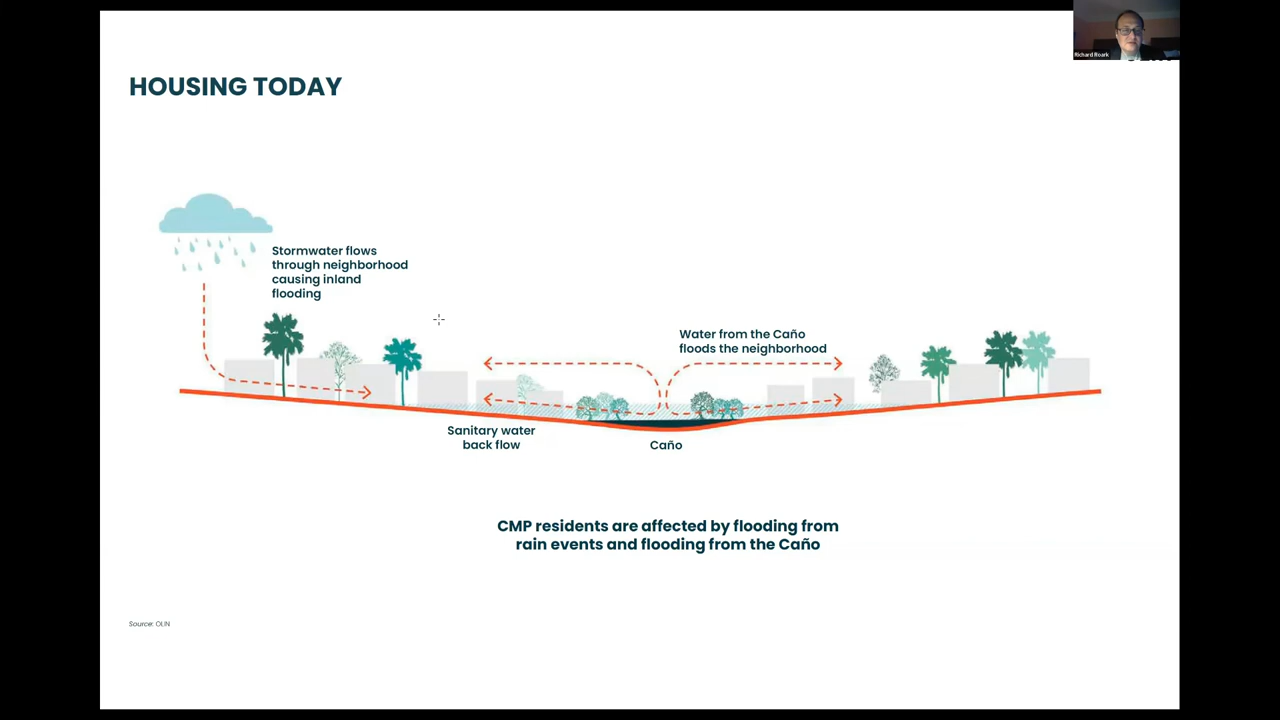 Richard Roark
HOUSING TODAY
Stormwater flows
through neighborhood
causing inland
flooding
Water from the Caño
floods the neighborhood
Sanitary water
back flow
Caño
CMP residents are affected by flooding from
rain events and flooding from the Caño
Source: OLIN